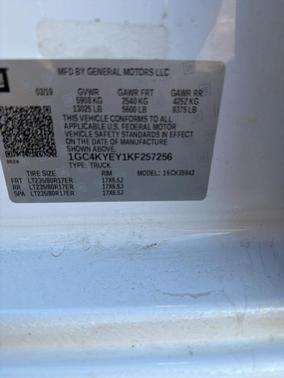 MFD BY GENERAL MOTORS LLC
03/19 GVWR GAWR FRT GAWR RR
5908 KG 2540 KG 4252 KG
13025 LB 5600 LB 9375 LB
THIS VEHICLE CONFORMS TO ALL
APPLICABLE U.S. FEDERAL MOTOR
VEHICLE SAFETY STANDARDS IN
EFFECT ON THE DATE OF
MANUFACTURE SHOWN ABOVE.
1GC4KYEY1KF257256
TYPE: TRUCK
TIRE SIZE RIM MODEL: 16CK35943
FRT LT235/80R17ER 17X6.5J
RR LT235/80R17ER 17X6.5J
SPA LT235/80R17ER 17X6.5J